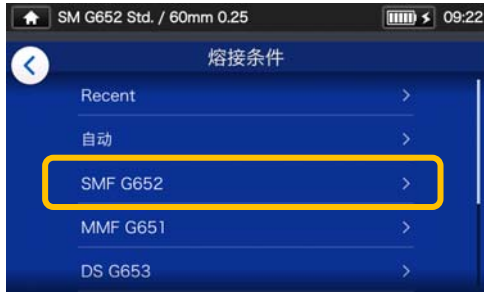 SM G652 Std. / 60mm 0.25 09:22
熔接条件
Recent
自动
SMF G652
MMF G651
DS G653